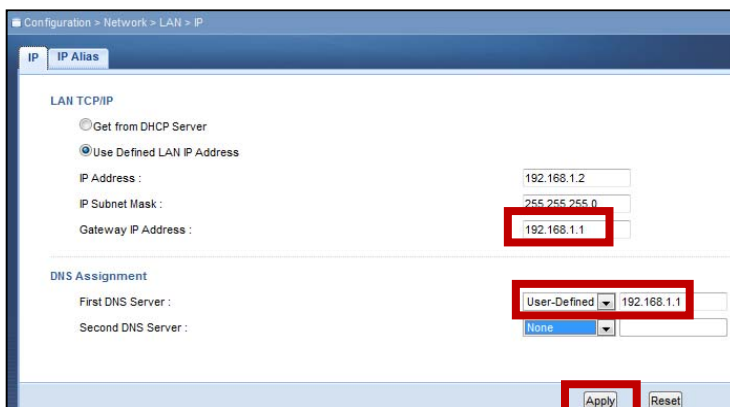 Configuration > Network > LAN > IP
IP IP Alias
LAN TCP/IP
Get from DHCP Server
Use Defined LAN IP Address
IP Address : 192.168.1.2
IP Subnet Mask : 255.255.255.0
Gateway IP Address : 192.168.1.1
DNS Assignment
First DNS Server : User-Defined 192.168.1.1
Second DNS Server : None
Apply Reset